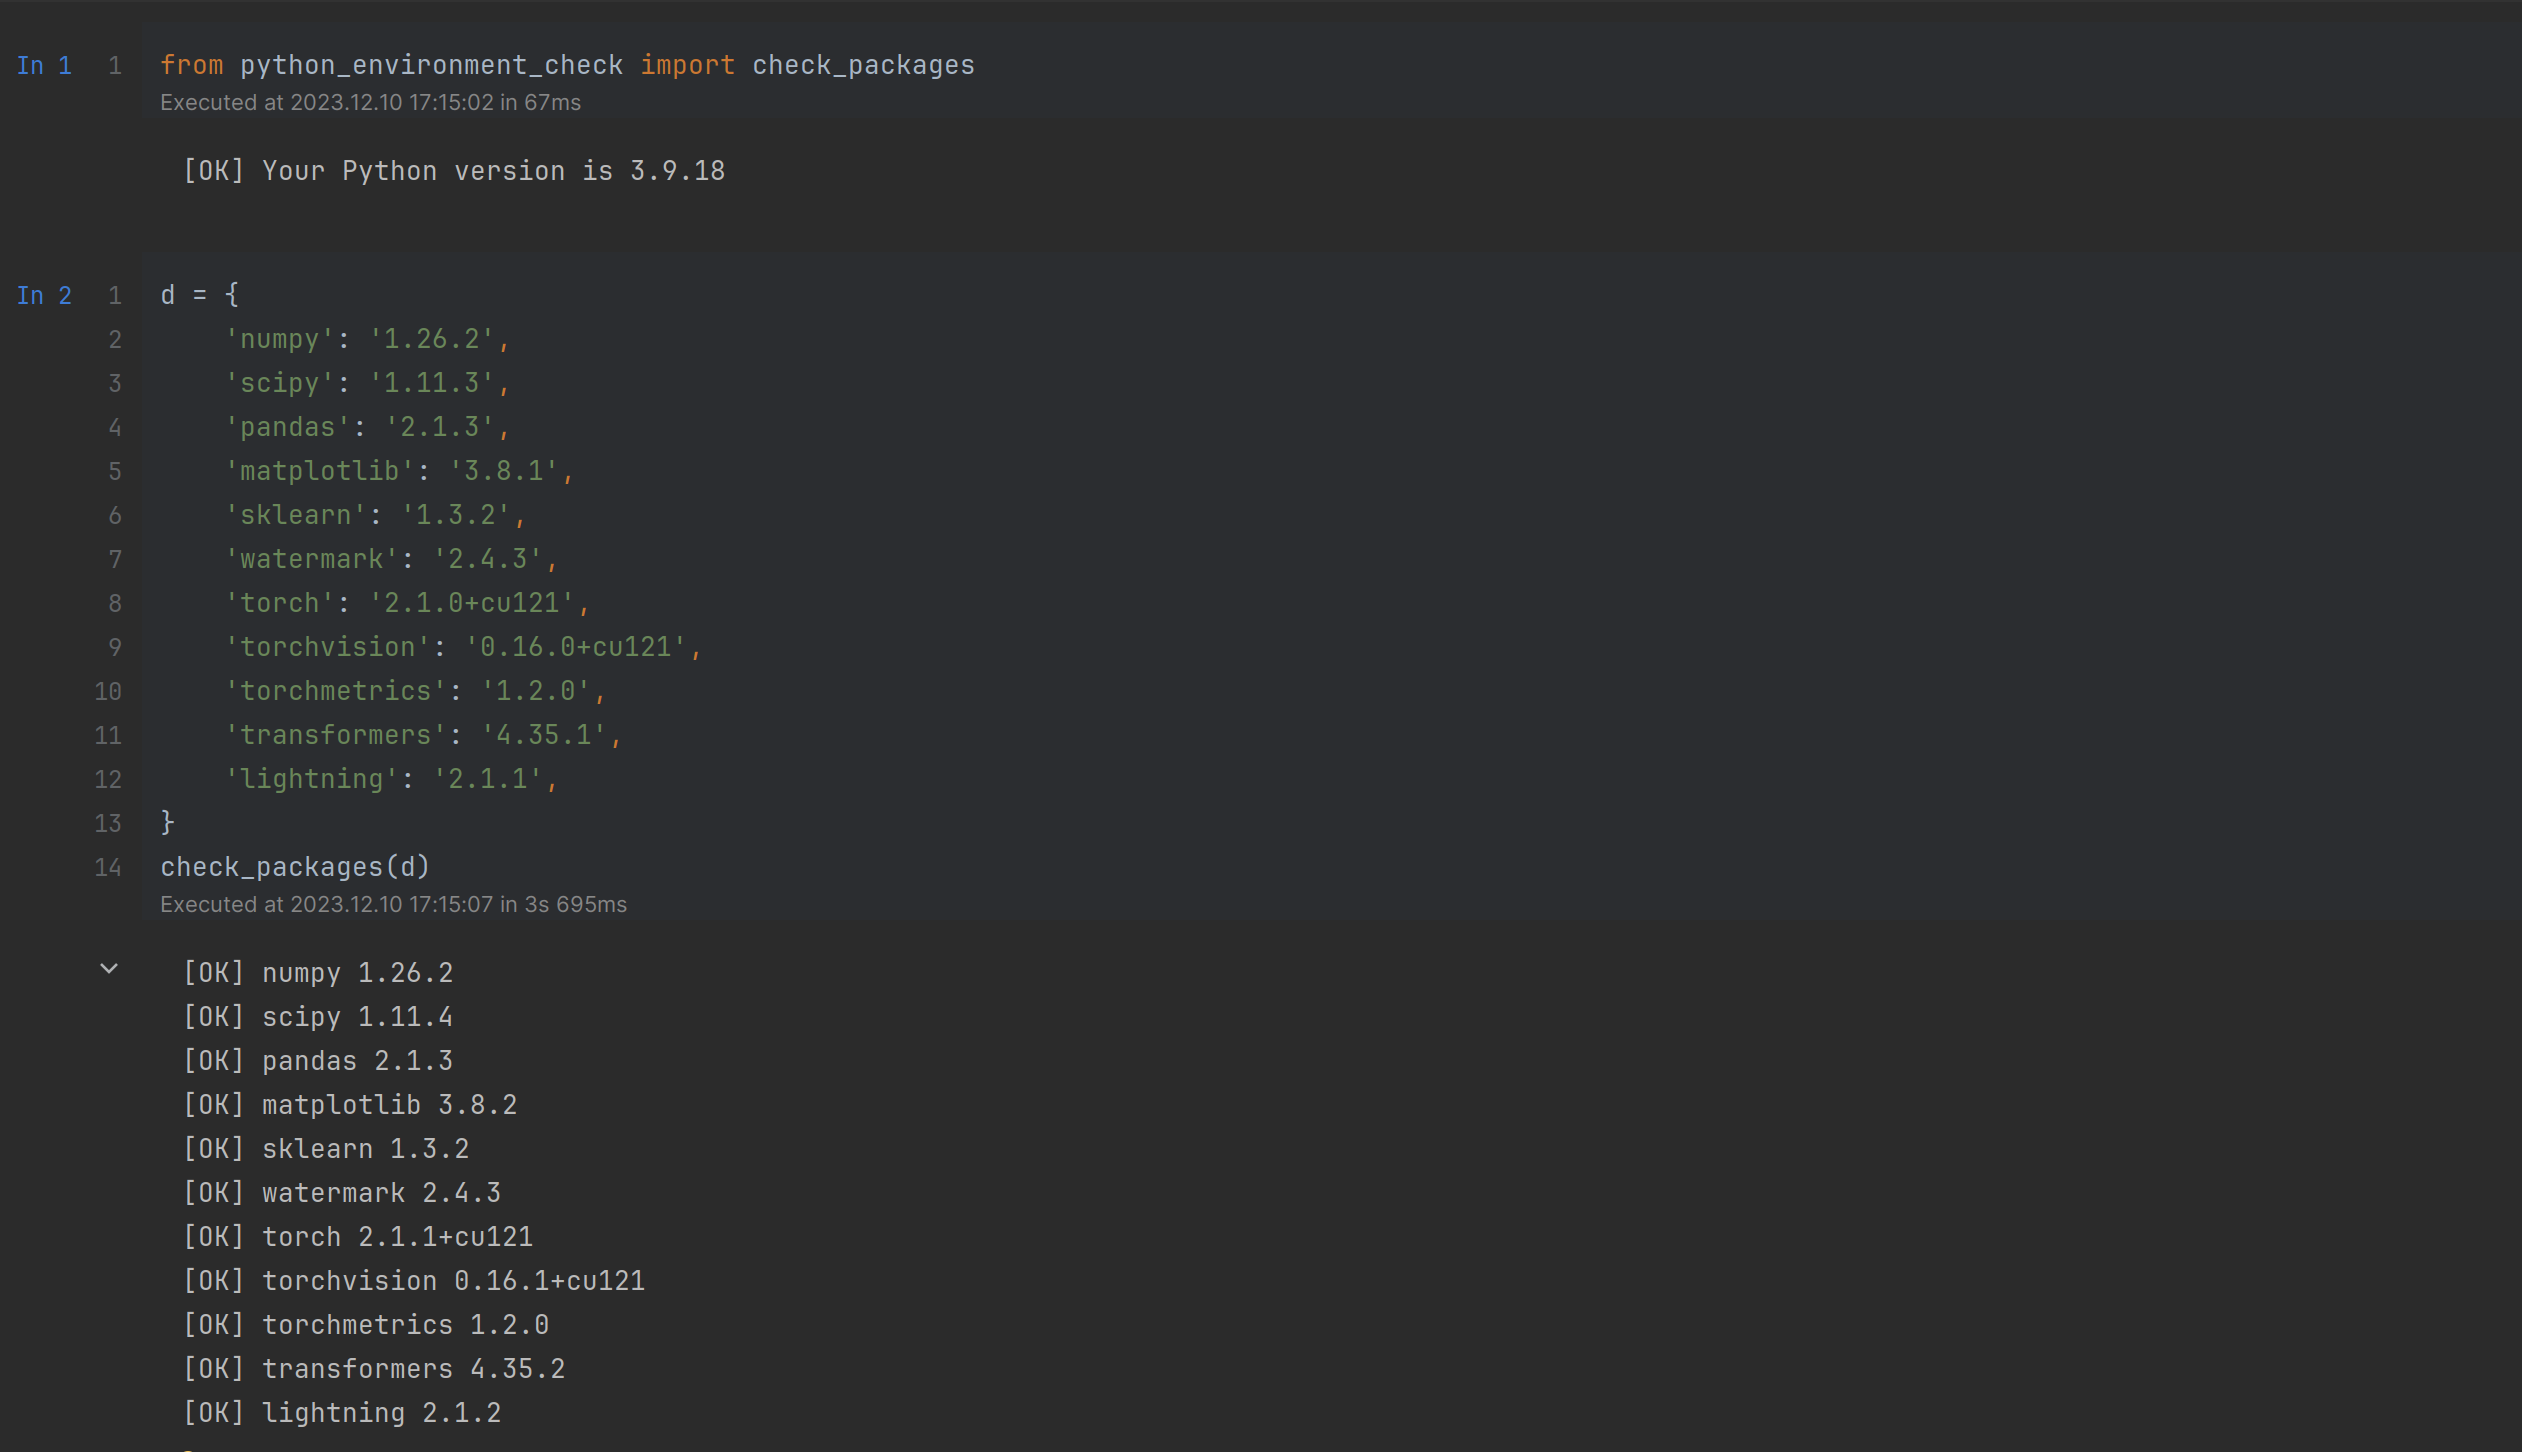 In 1 1 from python_environment_check import check_packages
Executed at 2023.12.10 17:15:02 in 67ms
[OK] Your Python version is 3.9.18
In 2 1 d = {
2 'numpy': '1.26.2',
3 'scipy': '1.11.3',
4 'pandas': '2.1.3',
5 'matplotlib': '3.8.1',
6 'sklearn': '1.3.2',
7 'watermark': '2.4.3',
8 'torch': '2.1.0+cu121',
9 'torchvision': '0.16.0+cu121',
10 'torchmetrics': '1.2.0',
11 'transformers': '4.35.1',
12 'lightning': '2.1.1',
13 }
14 check_packages(d)
Executed at 2023.12.10 17:15:07 in 3s 695ms
[OK] numpy 1.26.2
[OK] scipy 1.11.4
[OK] pandas 2.1.3
[OK] matplotlib 3.8.2
[OK] sklearn 1.3.2
[OK] watermark 2.4.3
[OK] torch 2.1.1+cu121
[OK] torchvision 0.16.1+cu121
[OK] torchmetrics 1.2.0
[OK] transformers 4.35.2
[OK] lightning 2.1.2